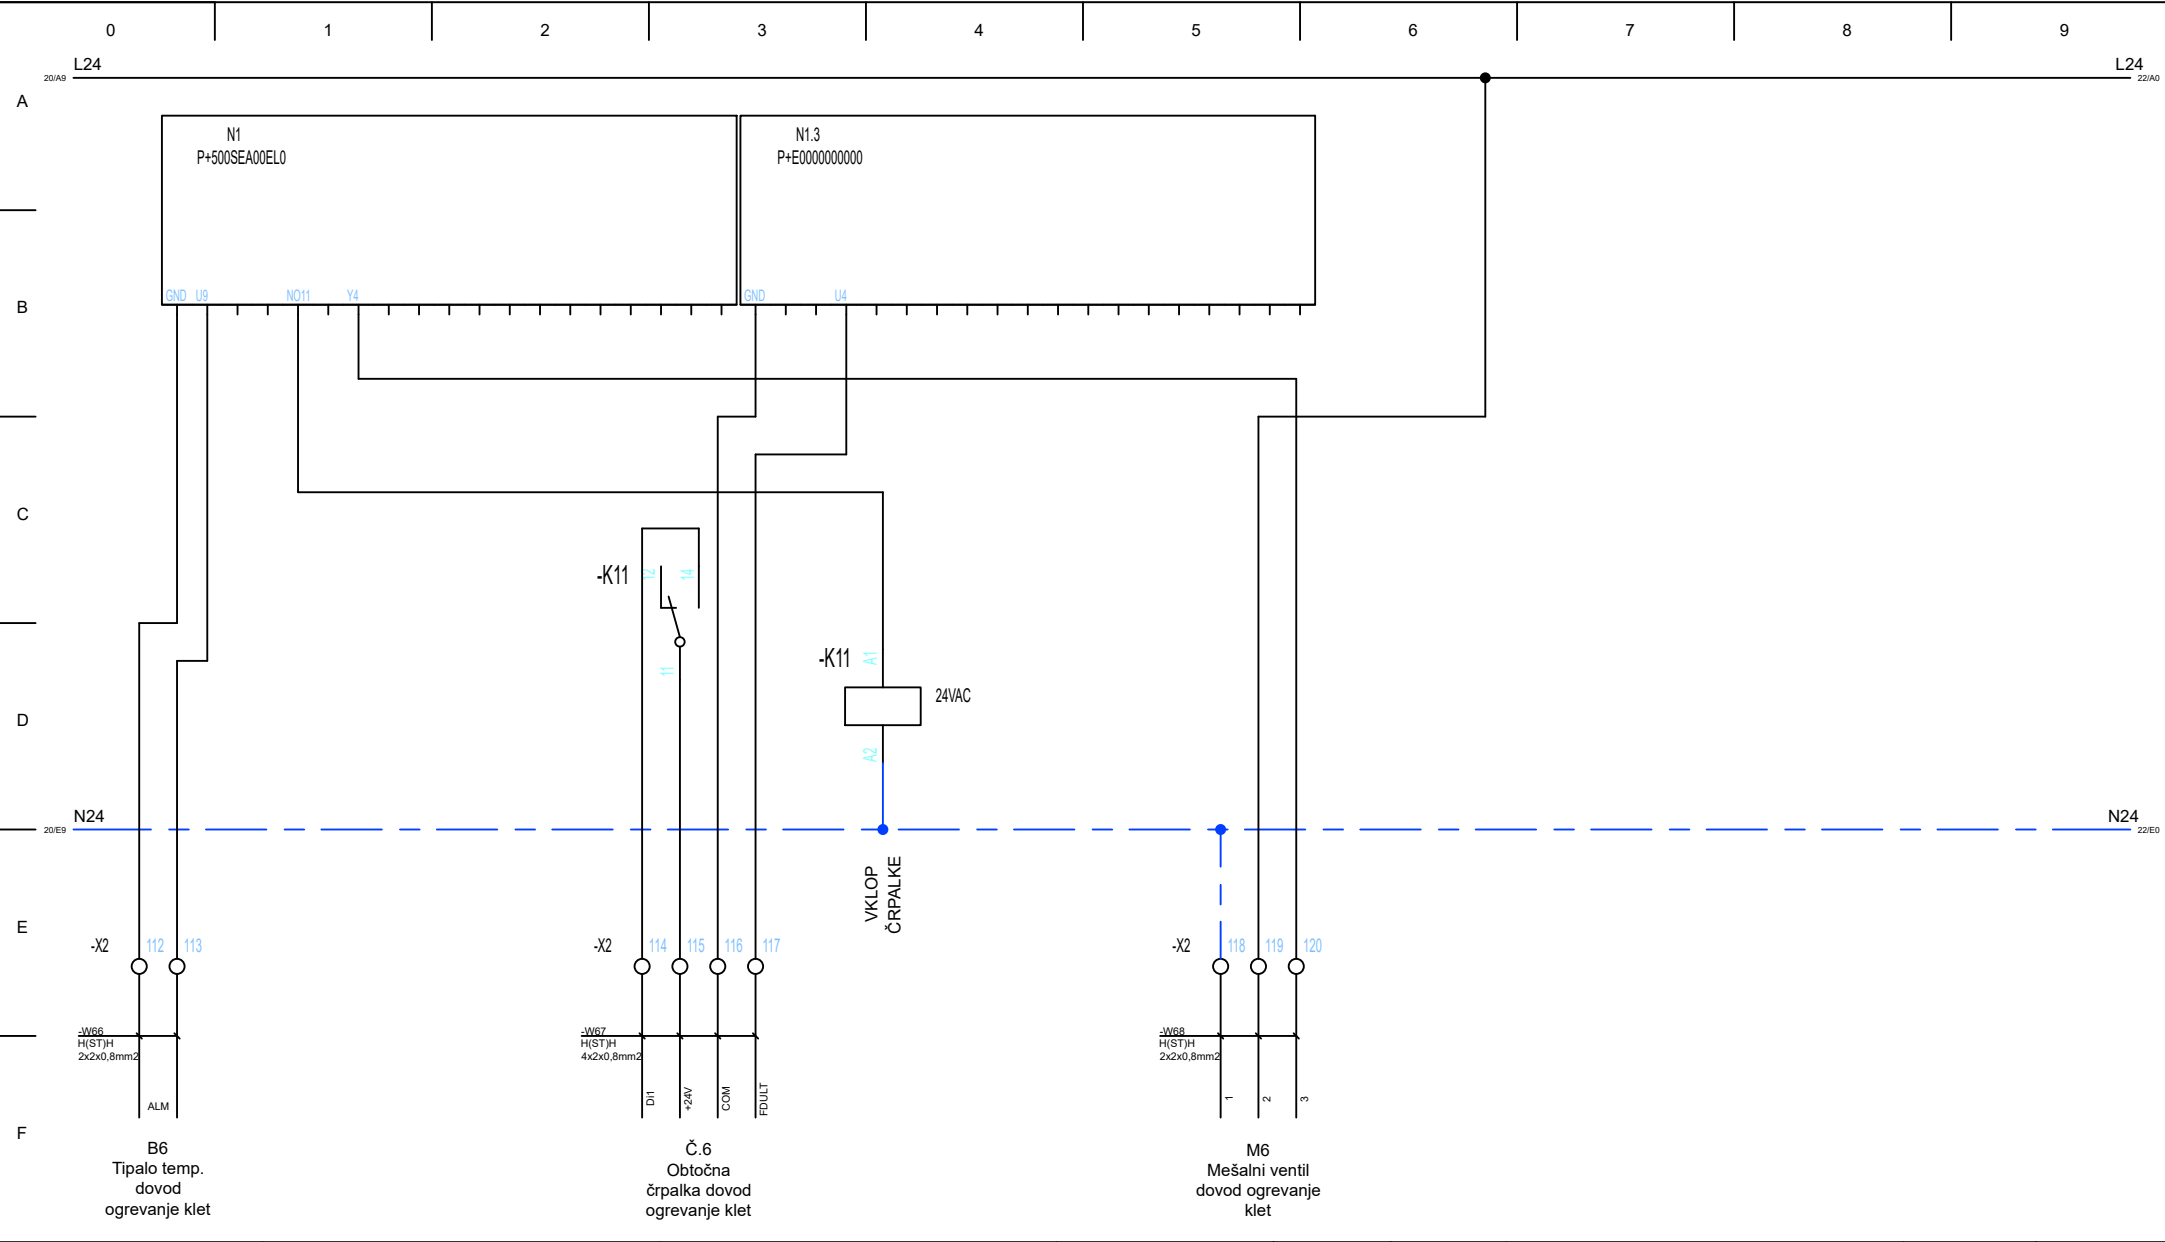 0 1 2 3 4 5 6 7 8 9
L24 L24
20/A9 22/A0
A
N1 N1.3
P+500SEA00EL0 P+E0000000000
B
GND U9 NO11 Y4 GND U4
C
-K11 12 14
11
-K11 A1
D
24VAC
A2
N24 N24
20/E9 22/E0
VKLOP
ČRPALKE
E
-X2 112 113 -X2 114 115 116 117 -X2 118 119 120
-W66 -W67 -W68
H(ST)H H(ST)H H(ST)H
2x2x0,8mm2 4x2x0,8mm2 2x2x0,8mm2
ALM Di1 +24V COM FDULT 1 2 3
F
B6
Tipalo temp.
dovod
ogrevanje klet
Č.6
Obtočna
črpalka dovod
ogrevanje klet
M6
Mešalni ventil
dovod ogrevanje
klet